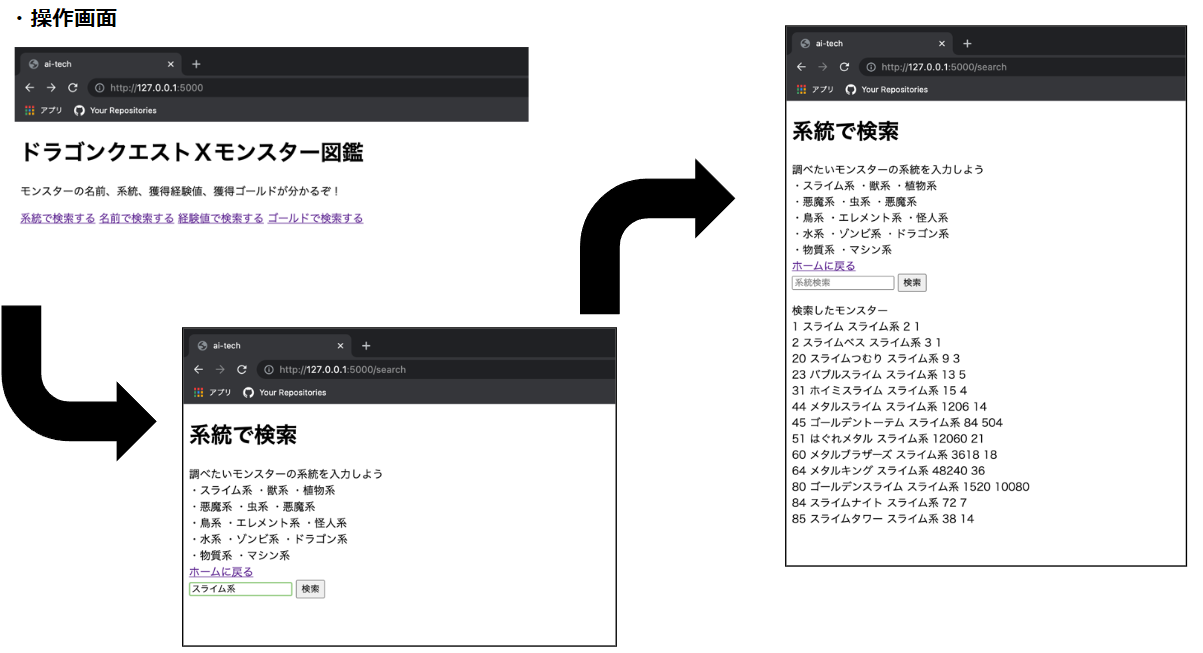 ・操作画面
ai-tech
http://127.0.0.1:5000
アプリ Your Repositories
ドラゴンクエストＸモンスター図鑑
モンスターの名前、系統、獲得経験値、獲得ゴールドが分かるぞ！
系統で検索する 名前で検索する 経験値で検索する ゴールドで検索する
ai-tech
http://127.0.0.1:5000/search
アプリ Your Repositories
系統で検索
調べたいモンスターの系統を入力しよう
・スライム系 ・獣系 ・植物系
・悪魔系 ・虫系 ・悪魔系
・鳥系 ・エレメント系 ・怪人系
・水系 ・ゾンビ系 ・ドラゴン系
・物質系 ・マシン系
ホームに戻る
スライム系 検索
ai-tech
http://127.0.0.1:5000/search
アプリ Your Repositories
系統で検索
調べたいモンスターの系統を入力しよう
・スライム系 ・獣系 ・植物系
・悪魔系 ・虫系 ・悪魔系
・鳥系 ・エレメント系 ・怪人系
・水系 ・ゾンビ系 ・ドラゴン系
・物質系 ・マシン系
ホームに戻る
系統検索 検索
検索したモンスター
1 スライム スライム系 2 1
2 スライムベス スライム系 3 1
20 スライムつむり スライム系 9 3
23 バブルスライム スライム系 13 5
31 ホイミスライム スライム系 15 4
44 メタルスライム スライム系 1206 14
45 ゴールデントーテム スライム系 84 504
51 はぐれメタル スライム系 12060 21
60 メタルブラザーズ スライム系 3618 18
64 メタルキング スライム系 48240 36
80 ゴールデンスライム スライム系 1520 10080
84 スライムナイト スライム系 72 7
85 スライムタワー スライム系 38 14